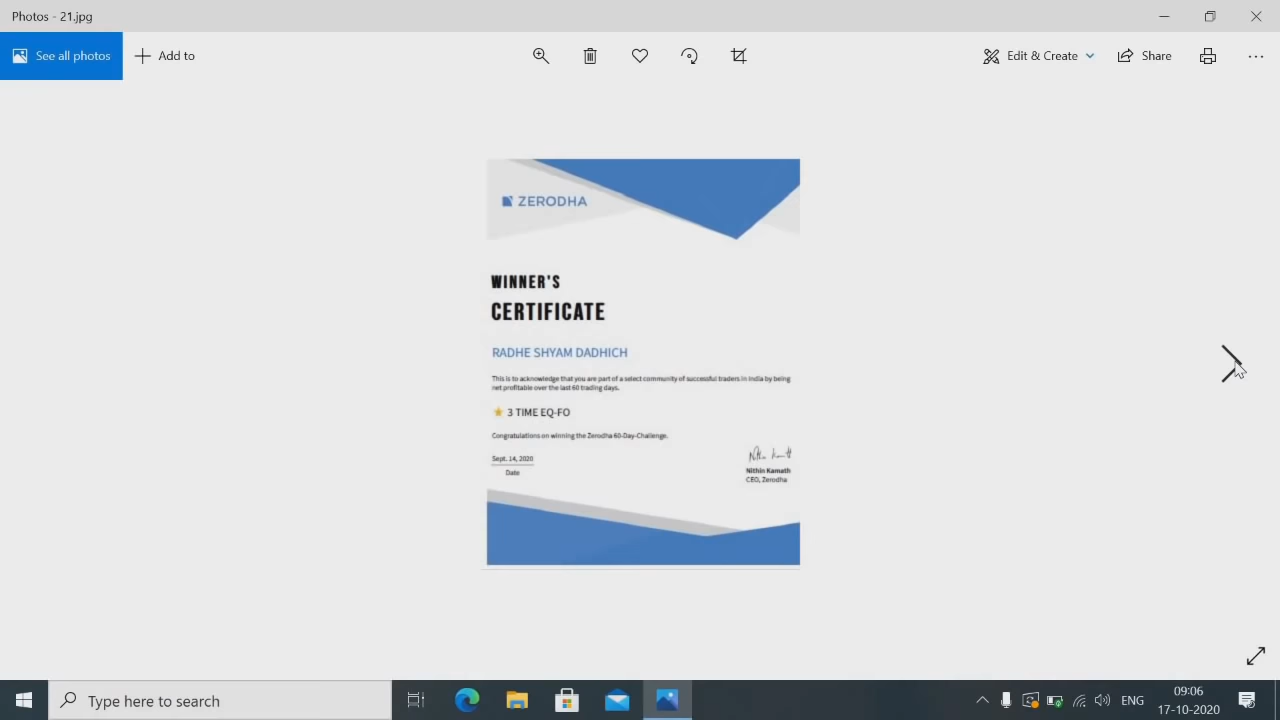 Photos - 21.jpg
See all photos
Add to
Edit & Create
Share
ZERODHA
WINNER'S
CERTIFICATE
RADHE SHYAM DADHICH
This is to acknowledge that you are part of a select community of successful traders in India by being
net profitable over the last 60 trading days.
3 TIME EQ-FO
Congratulations on winning the Zerodha 60-Day-Challenge.
Sept. 14, 2020
Date
Nithin Kamath
CEO, Zerodha
Type here to search
ENG
09:06
17-10-2020